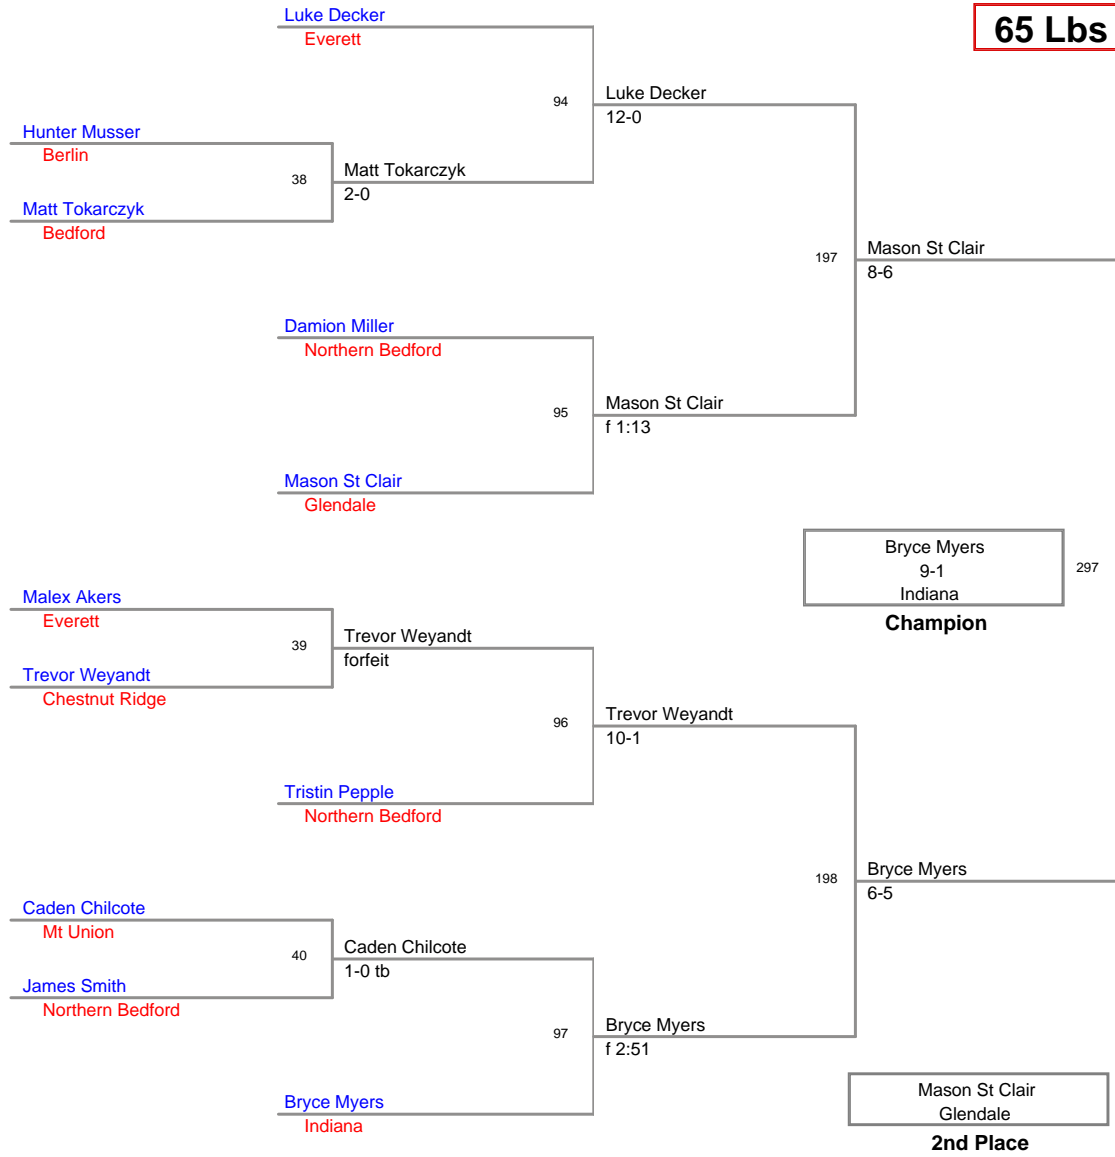 65 Lbs
Luke Decker
Everett
94
Luke Decker
12-0
Hunter Musser
Berlin
38
Matt Tokarczyk
2-0
Matt Tokarczyk
Bedford
197
Mason St Clair
8-6
Damion Miller
Northern Bedford
95
Mason St Clair
f 1:13
Mason St Clair
Glendale
Bryce Myers
9-1
Indiana
297
Champion
Malex Akers
Everett
39
Trevor Weyandt
forfeit
Trevor Weyandt
Chestnut Ridge
96
Trevor Weyandt
10-1
Tristin Pepple
Northern Bedford
198
Bryce Myers
6-5
Caden Chilcote
Mt Union
40
Caden Chilcote
1-0 tb
James Smith
Northern Bedford
97
Bryce Myers
f 2:51
Bryce Myers
Indiana
Mason St Clair
Glendale
2nd Place